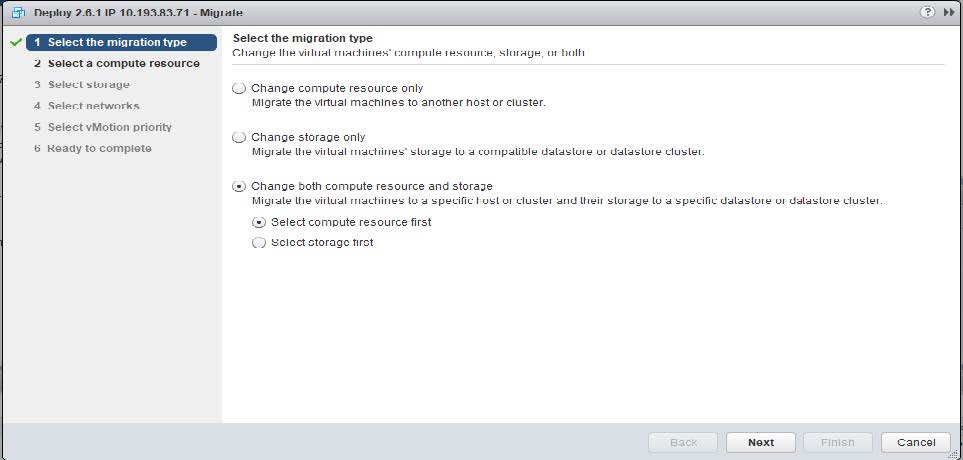 Deploy 2.6.1 IP 10.193.83.71 - Migrate
?
1 Select the migration type
2 Select a compute resource
3 Select storage
4 Select networks
5 Select vMotion priority
6 Ready to complete
Select the migration type
Change the virtual machines' compute resource, storage, or both.
Change compute resource only
Migrate the virtual machines to another host or cluster.
Change storage only
Migrate the virtual machines' storage to a compatible datastore or datastore cluster.
Change both compute resource and storage
Migrate the virtual machines to a specific host or cluster and their storage to a specific datastore or datastore cluster.
Select compute resource first
Select storage first
Back Next Finish Cancel